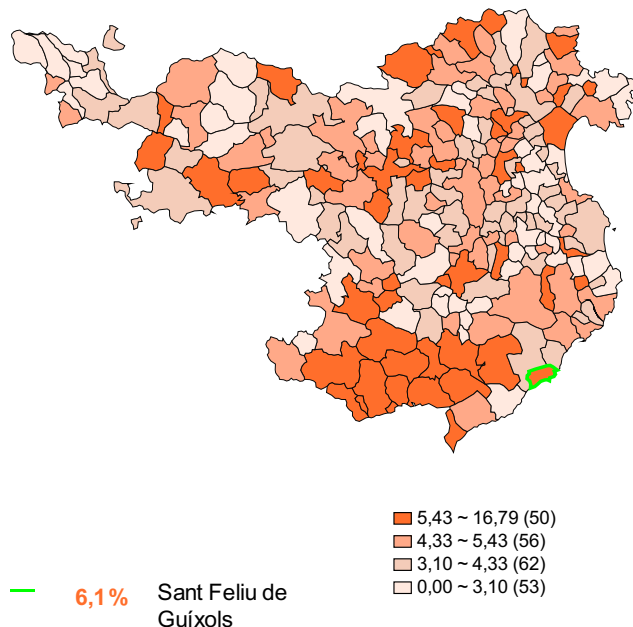 5,43 ~ 16,79 (50)
4,33 ~ 5,43 (56)
3,10 ~ 4,33 (62)
0,00 ~ 3,10 (53)
6,1% Sant Feliu de
Guíxols